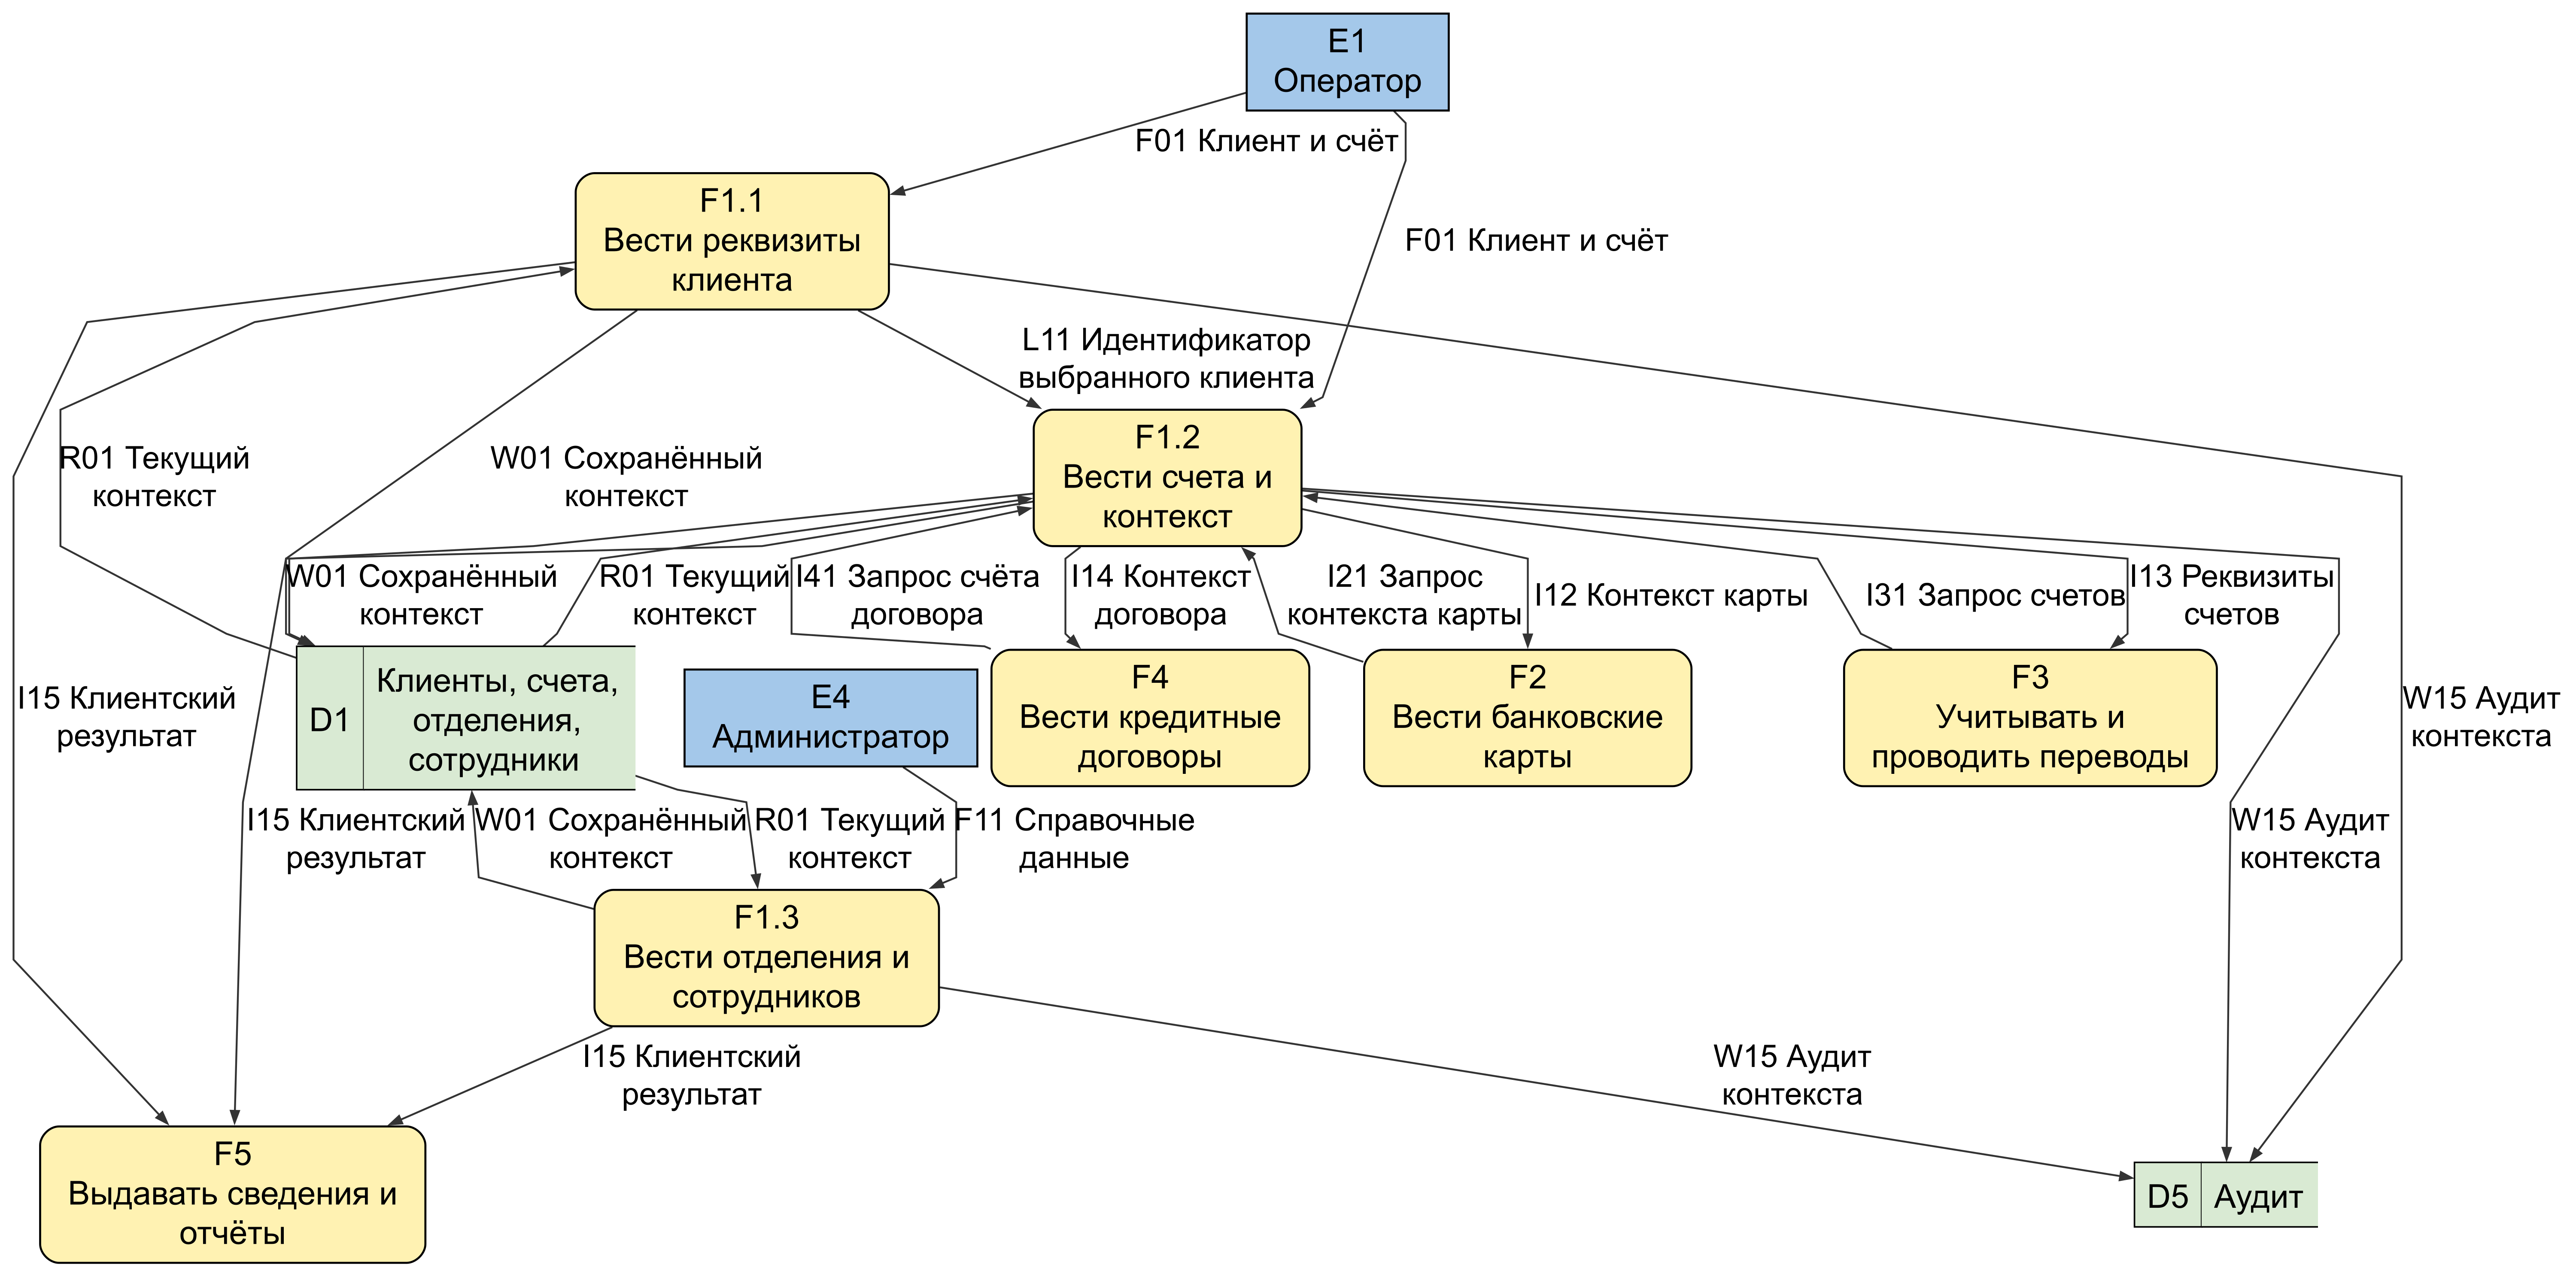 E1
Оператор
F01 Клиент и счёт
F1.1
Вести реквизиты
клиента
F01 Клиент и счёт
L11 Идентификатор
выбранного клиента
F1.2
Вести счета и
контекст
R01 Текущий
контекст
W01 Сохранённый
контекст
W01 Сохранённый
контекст
R01 Текущий
контекст
I41 Запрос счёта
договора
I14 Контекст
договора
I21 Запрос
контекста карты
I12 Контекст карты
I31 Запрос счетов
I13 Реквизиты
счетов
I15 Клиентский
результат
D1
Клиенты, счета,
отделения,
сотрудники
E4
Администратор
F4
Вести кредитные
договоры
F2
Вести банковские
карты
F3
Учитывать и
проводить переводы
W15 Аудит
контекста
I15 Клиентский
результат
W01 Сохранённый
контекст
R01 Текущий
контекст
F11 Справочные
данные
W15 Аудит
контекста
F1.3
Вести отделения и
сотрудников
I15 Клиентский
результат
W15 Аудит
контекста
F5
Выдавать сведения и
отчёты
D5
Аудит